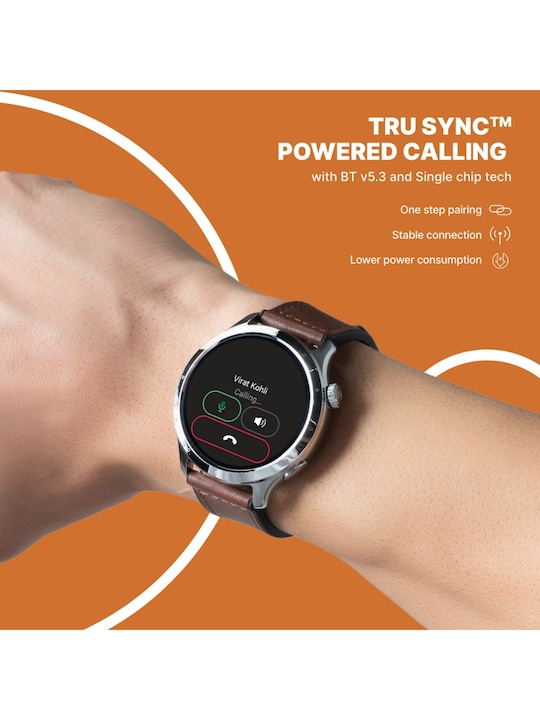 TRU SYNC™
POWERED CALLING
with BT v5.3 and Single chip tech
One step pairing
Stable connection
Lower power consumption
Virat Kohli
Calling...